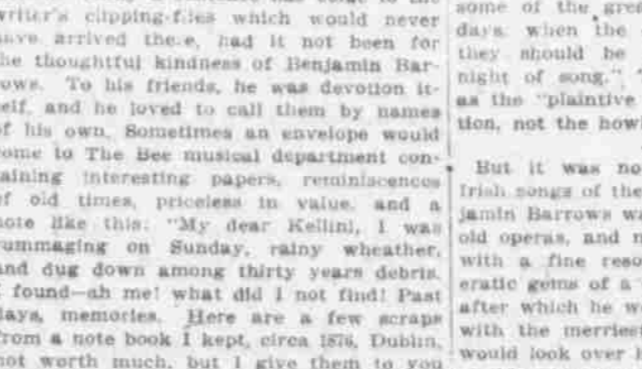 writer's clipping-files which would never
have arrived there, had it not been for
the thoughtful kindness of Benjamin Bar-
rows. To his friends, he was devotion it-
self, and he loved to call them by names
of his own. Sometimes an envelope would
come to The Bee musical department con-
taining interesting papers, reminiscences
of old times, priceless in value, and a
note like this: "My dear Kellini, I was
rummaging on Sunday, rainy wheather,
and dug down among thirty years debris.
I found—ah me! what did I not find! Past
days, memories. Here are a few scraps
from a note book I kept, circa 1876, Dublin,
not worth much, but I give them to you
some of the
days, when the
they should be
night of song."
as the "plaintive
tion, not the
But it was
Irish songs of
jamin Barrows
old operas, and
with a fine
eratic gems of a
after which he
with the merriest
would look over